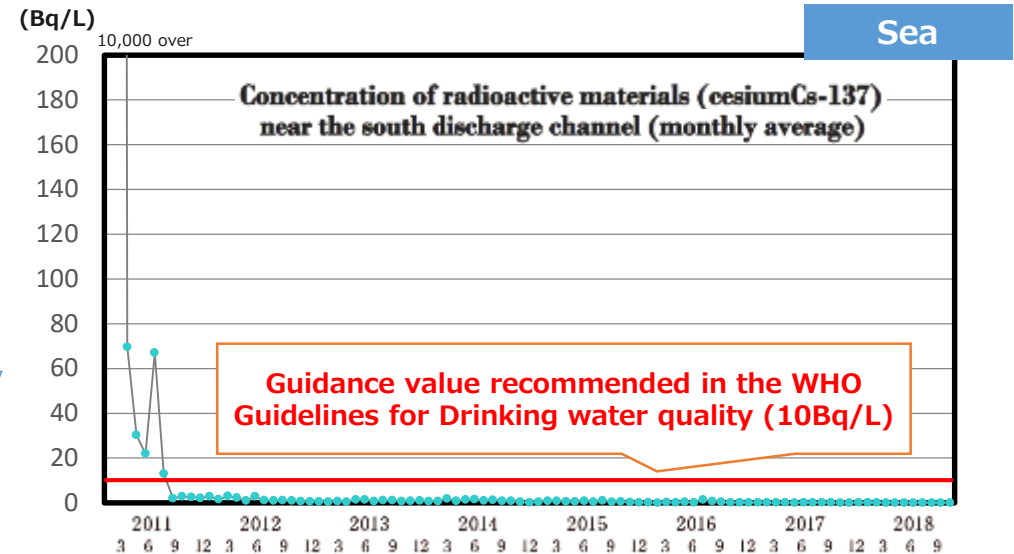 (Bq/L)
10,000 over
Sea
200
180
160
140
120
100
80
60
40
20
0
Concentration of radioactive materials (cesiumCs-137)
near the south discharge channel (monthly average)
Guidance value recommended in the WHO
Guidelines for Drinking water quality (10Bq/L)
2011 2012 2013 2014 2015 2016 2017 2018
3 6 9 12 3 6 9 12 3 6 9 12 3 6 9 12 3 6 9 12 3 6 9 12 3 6 9 12 3 6 9